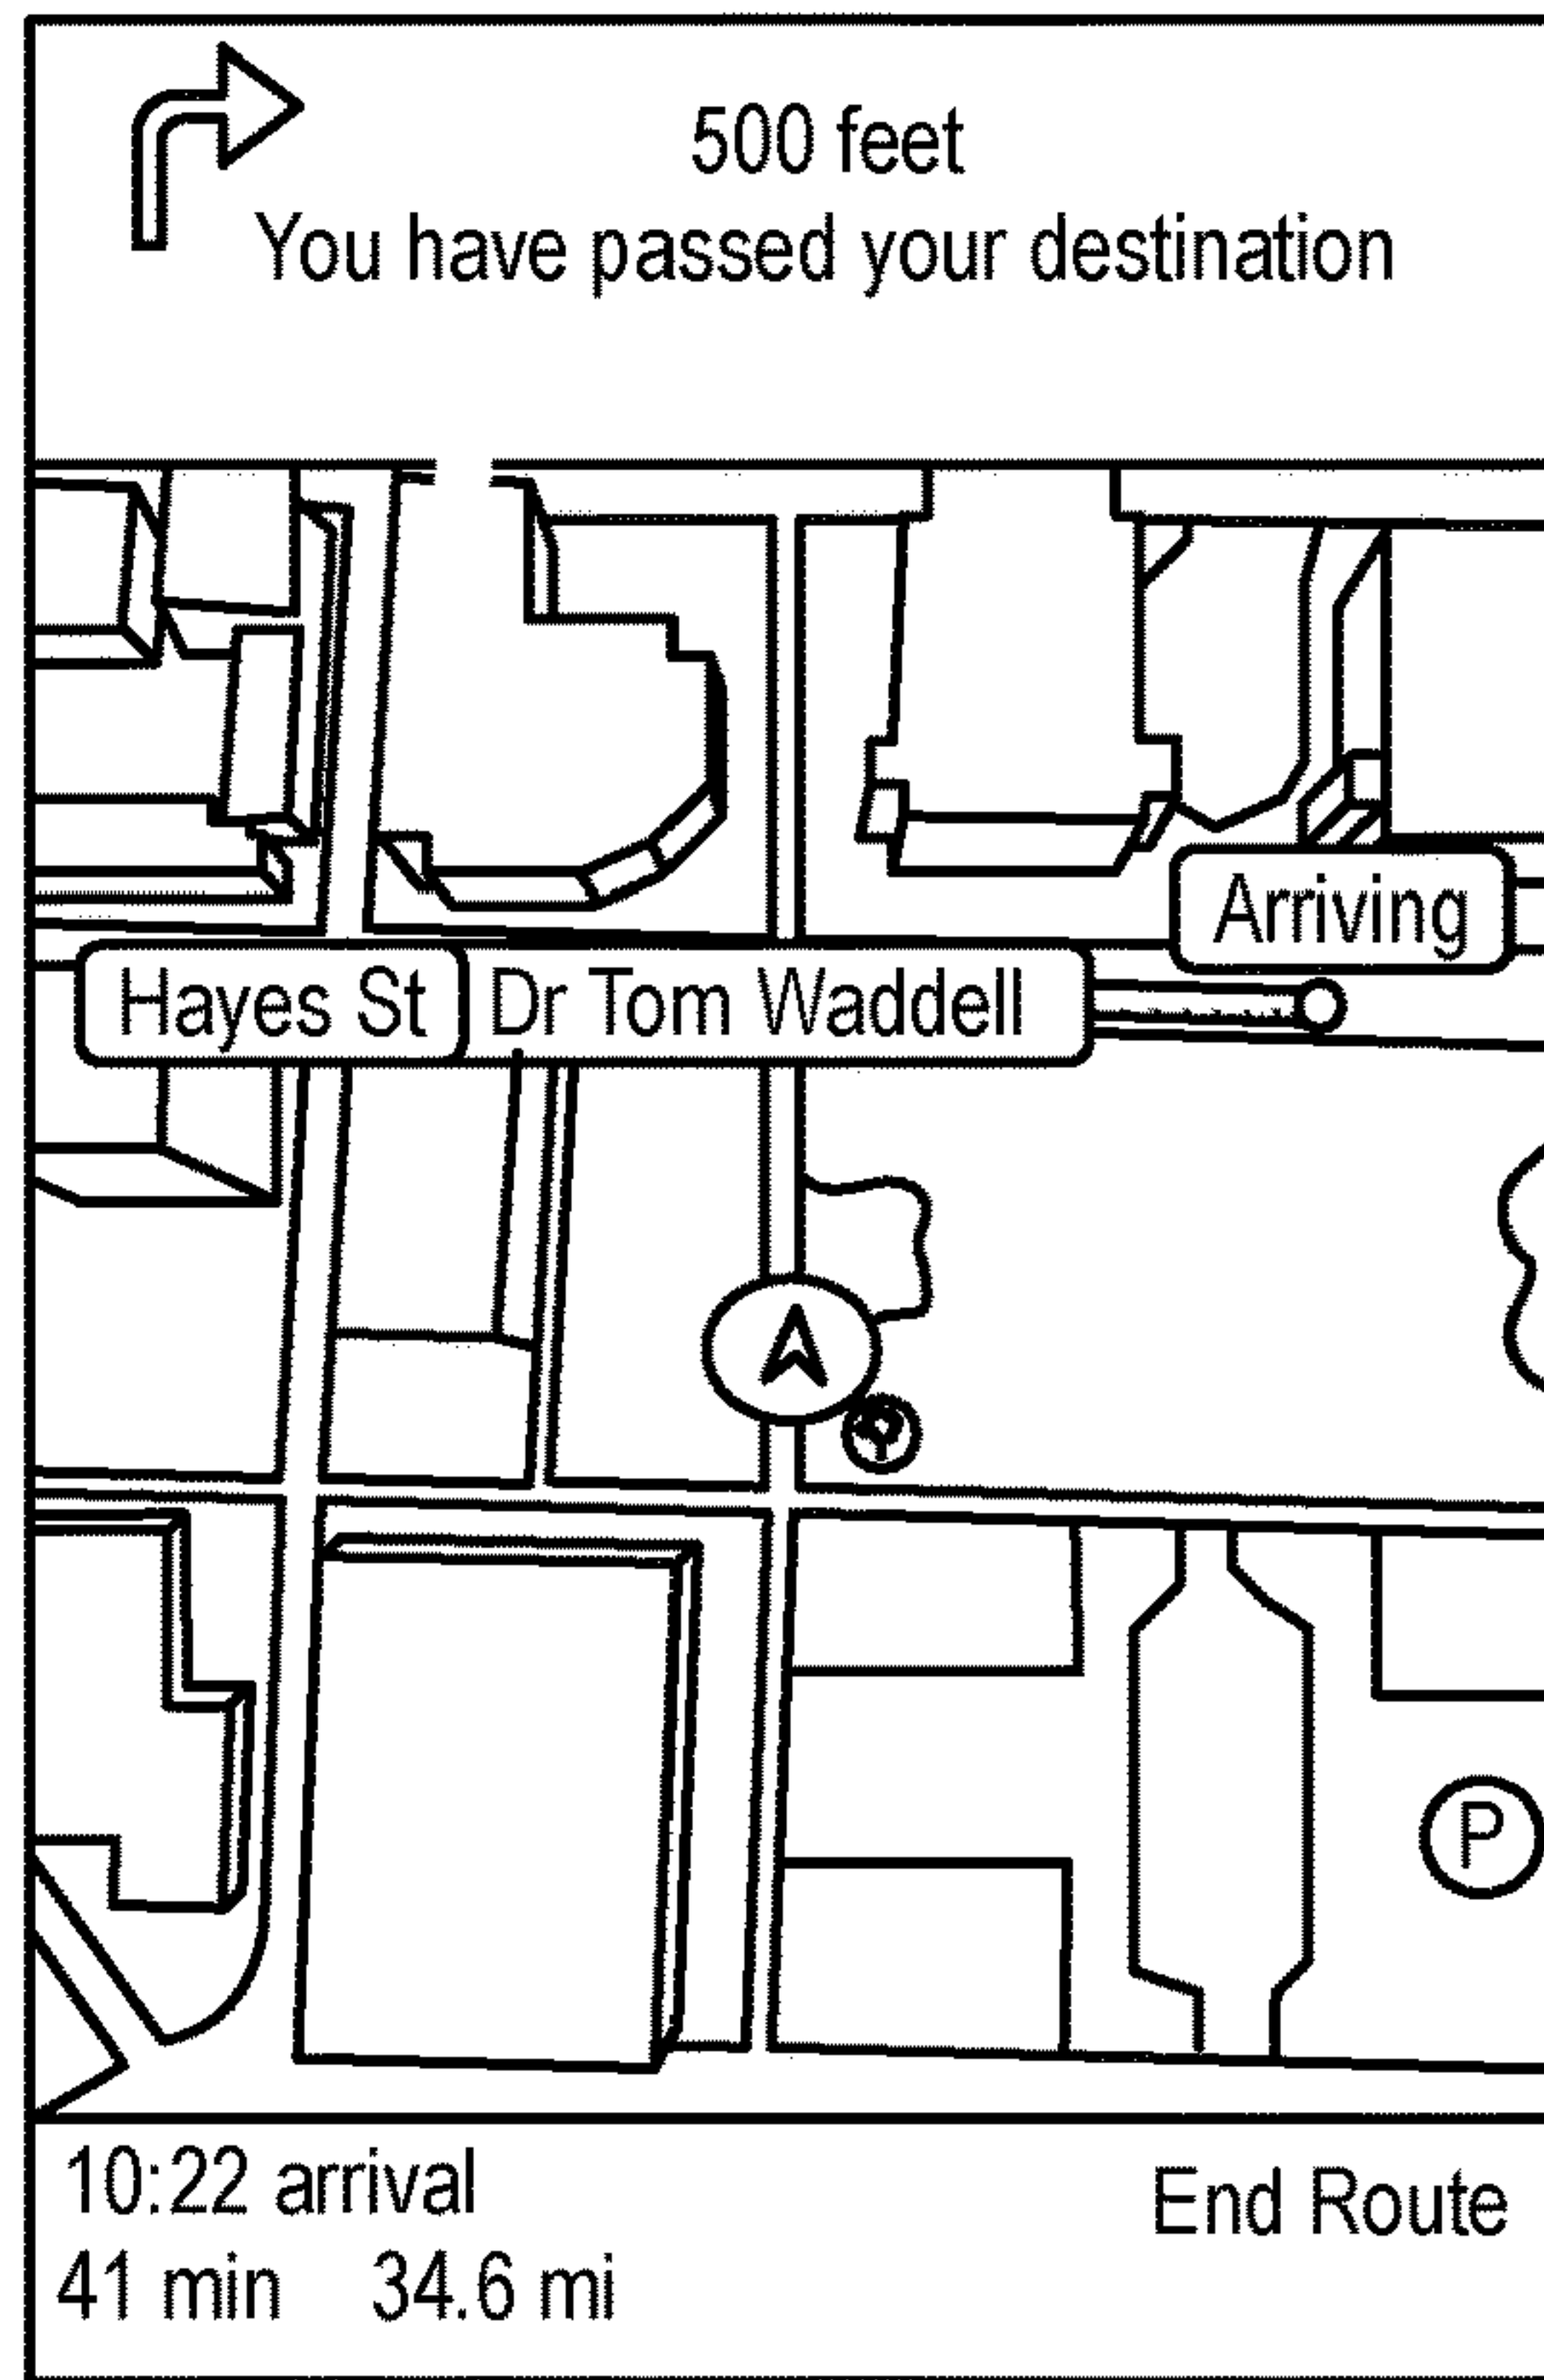 500 feet
You have passed your destination
Arriving
Hayes St
Dr Tom Waddell
P
10:22 arrival
End Route
41 min 34.6 mi